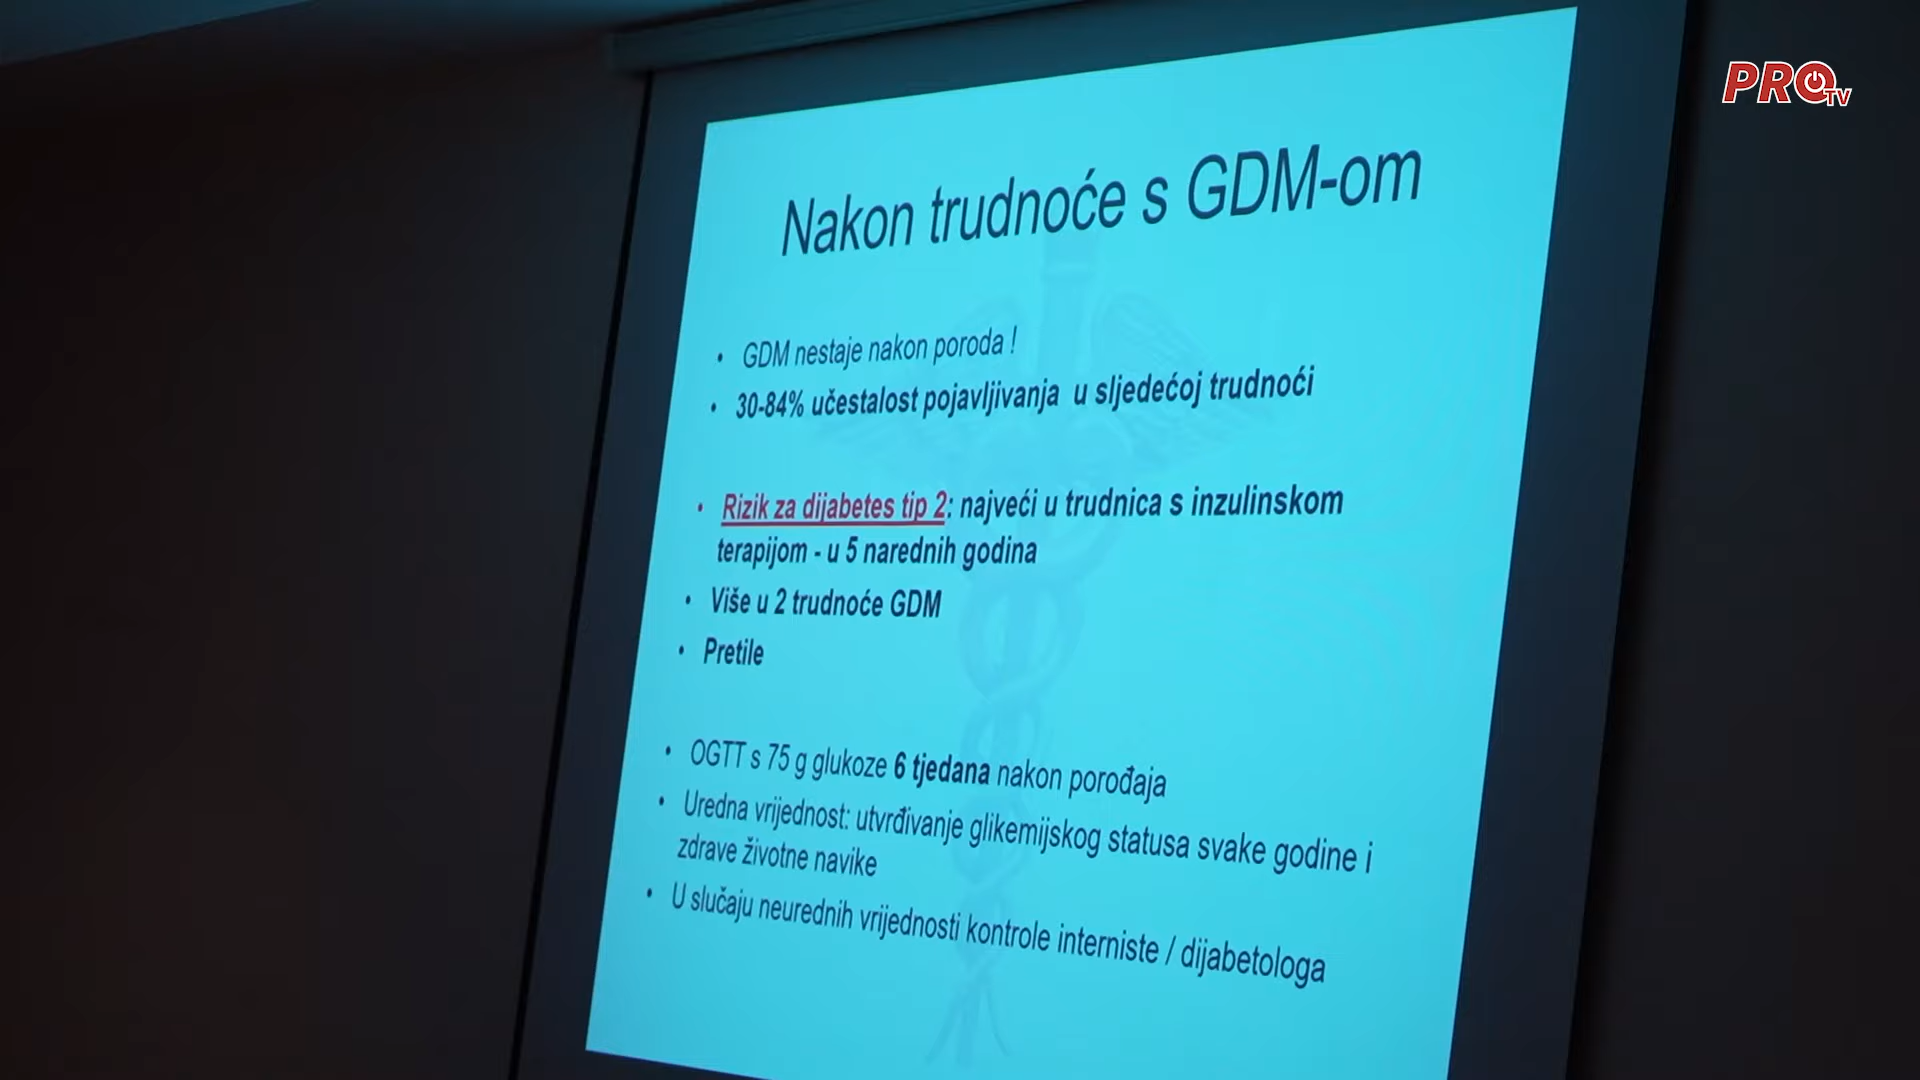 PRO TV
Nakon trudnoće s GDM-om
• GDM nestaje nakon poroda !
• 30-84% učestalost pojavljivanja u sljedećoj trudnoći
• Rizik za dijabetes tip 2: najveći u trudnica s inzulinskom
terapijom - u 5 narednih godina
• Više u 2 trudnoće GDM
• Pretile
• OGTT s 75 g glukoze 6 tjedana nakon porođaja
• Uredna vrijednost: utvrđivanje glikemijskog statusa svake godine i
zdrave životne navike
• U slučaju neurednih vrijednosti kontrole interniste / dijabetologa